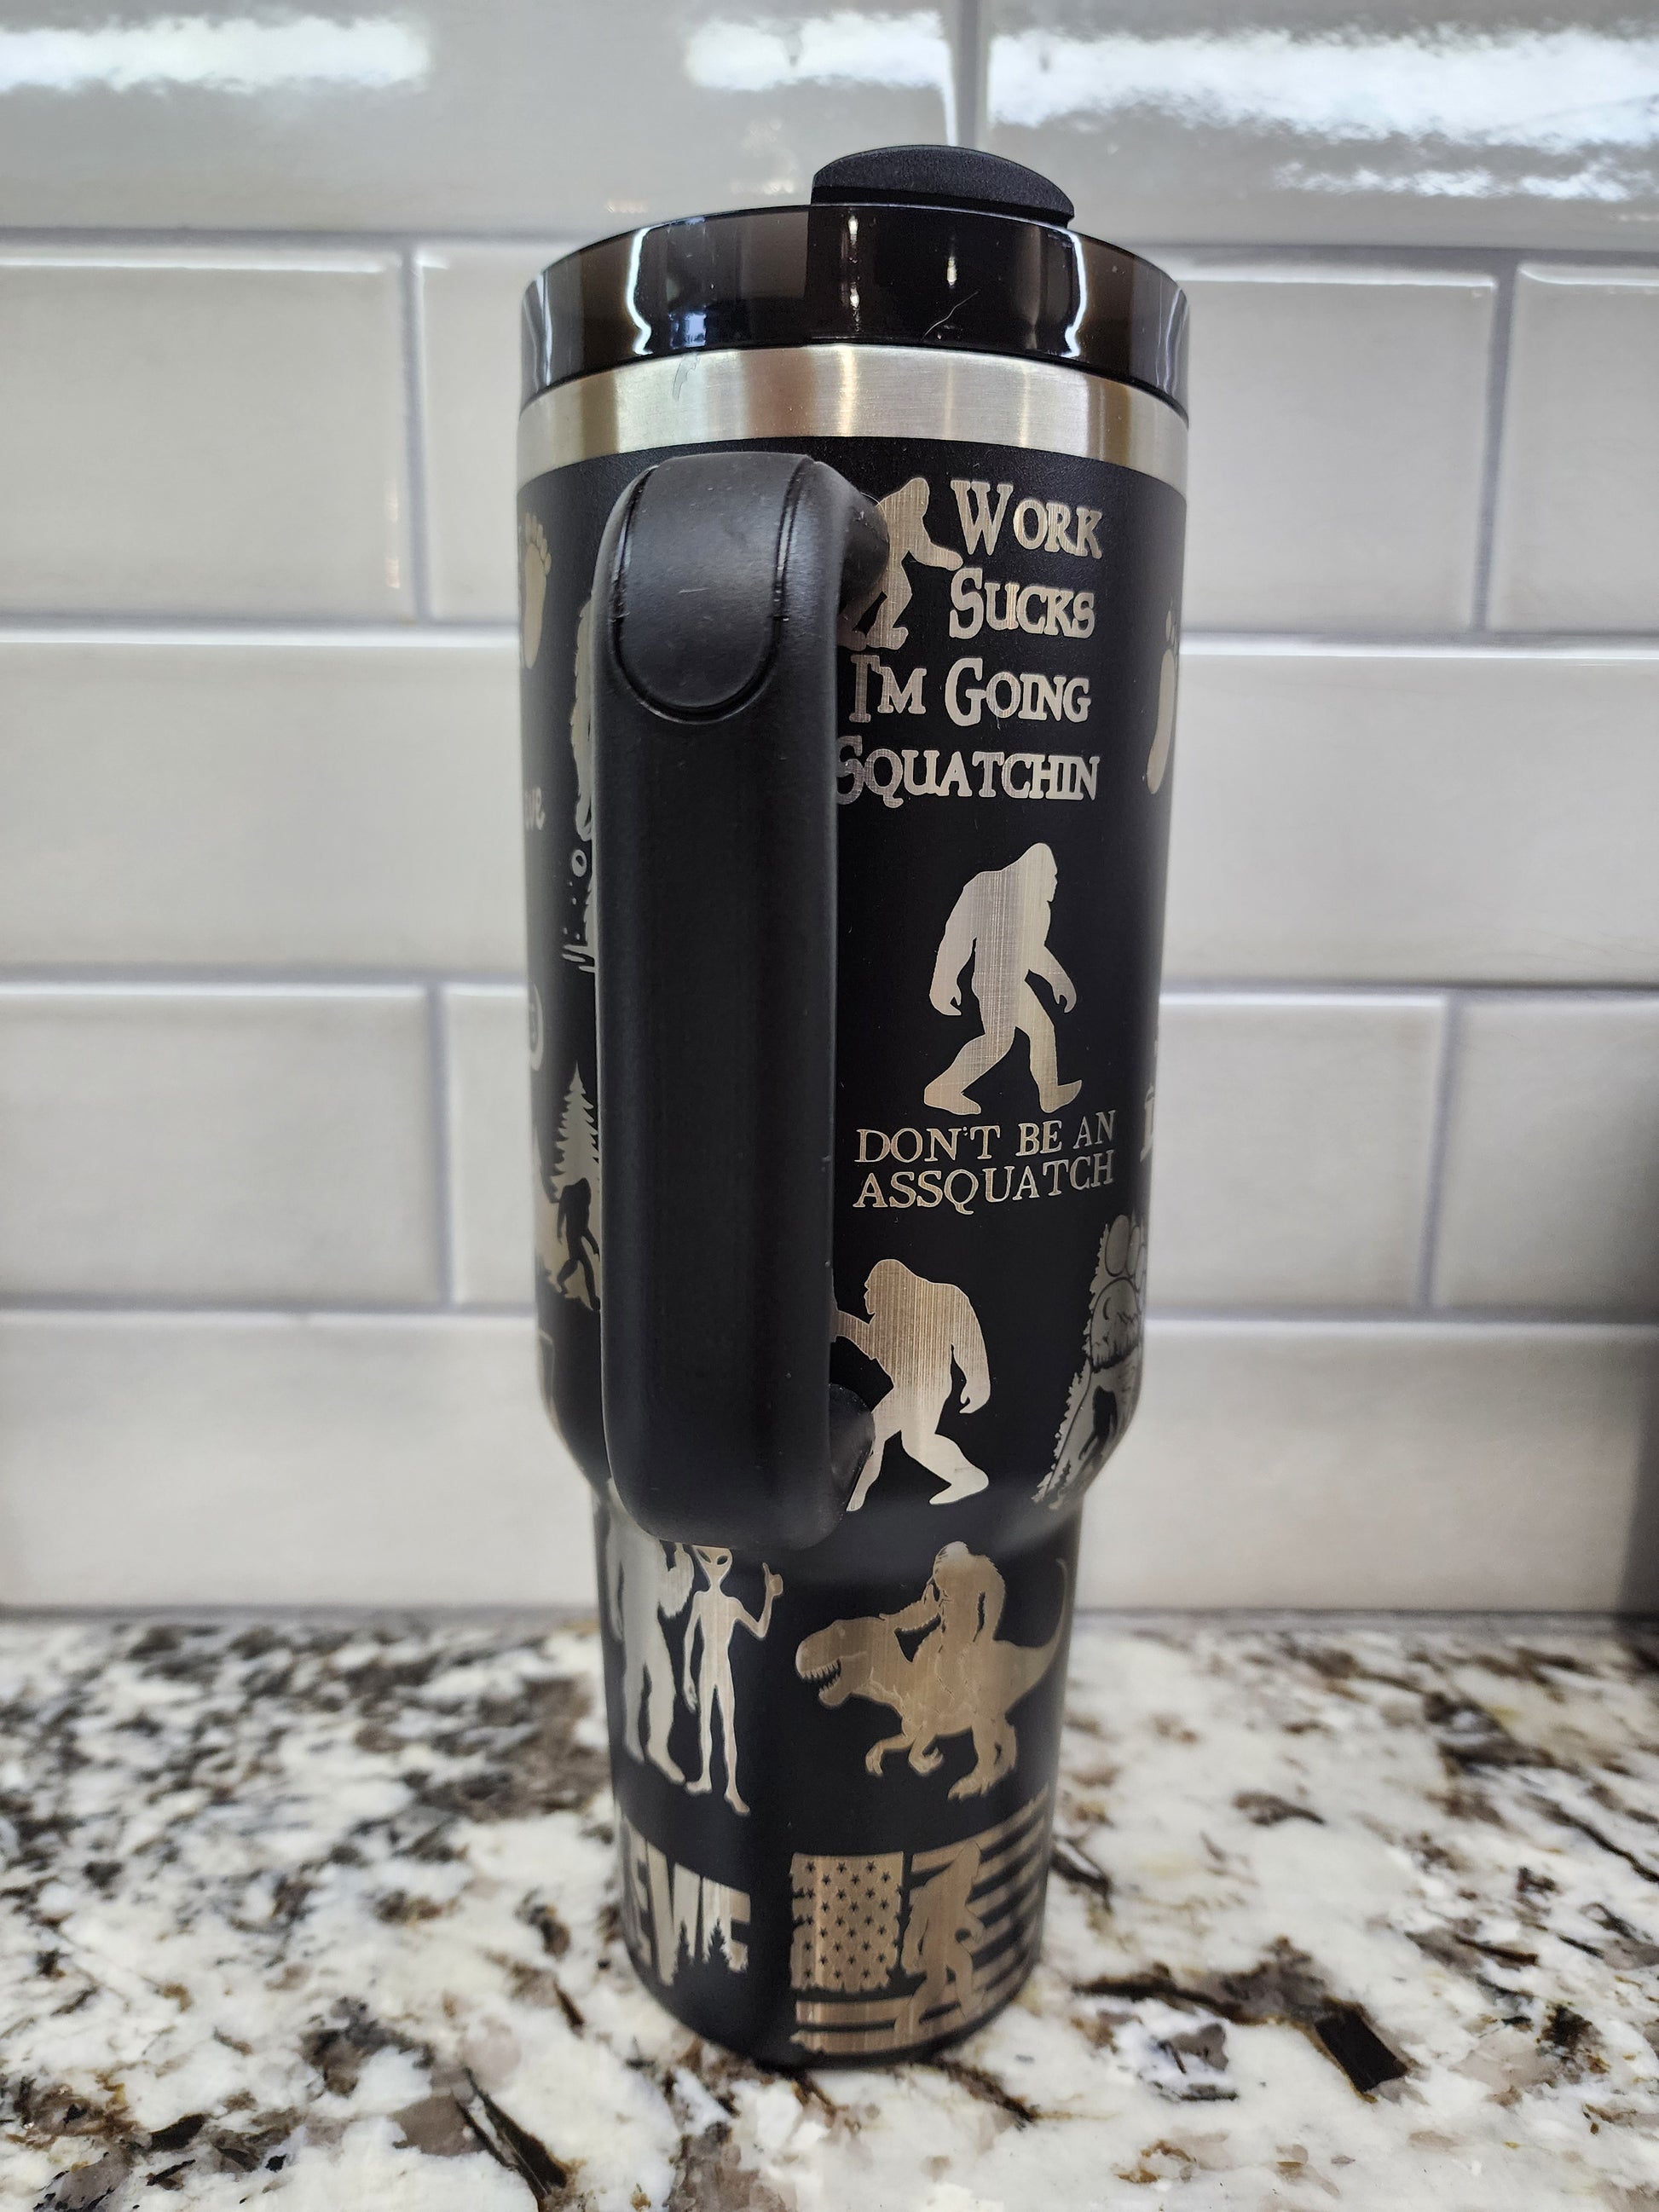 WORK
SUCKS
I'M GOING
SQUATCHIN
DON'T BE AN
ASSQUATCH